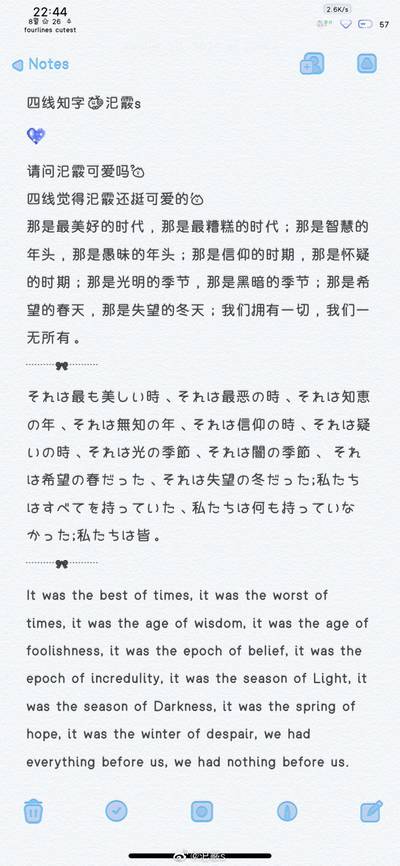 22:44
2.6K/s
57
fourlines cutest
Notes
四线知字氾霰s
请问氾霰可爱吗
四线觉得氾霰还挺可爱的
那是最美好的时代，那是最糟糕的时代；那是智慧的
年头，那是愚昧的年头；那是信仰的时期，那是怀疑
的时期；那是光明的季节，那是黑暗的季节；那是希
望的春天，那是失望的冬天；我们拥有一切，我们一
无所有。
それは最も美しい時、それは最悪の時、それは知恵
の年、それは無知の年、それは信仰の時、それは疑
いの時、それは光の季節、それは闇の季節、 それ
は希望の春だった、それは失望の冬だった;私たち
はすべてを持っていた、私たちは何も持っていな
かった;私たちは皆。
It was the best of times, it was the worst of
times, it was the age of wisdom, it was the age of
foolishness, it was the epoch of belief, it was the
epoch of incredulity, it was the season of Light, it
was the season of Darkness, it was the spring of
hope, it was the winter of despair, we had
everything before us, we had nothing before us.